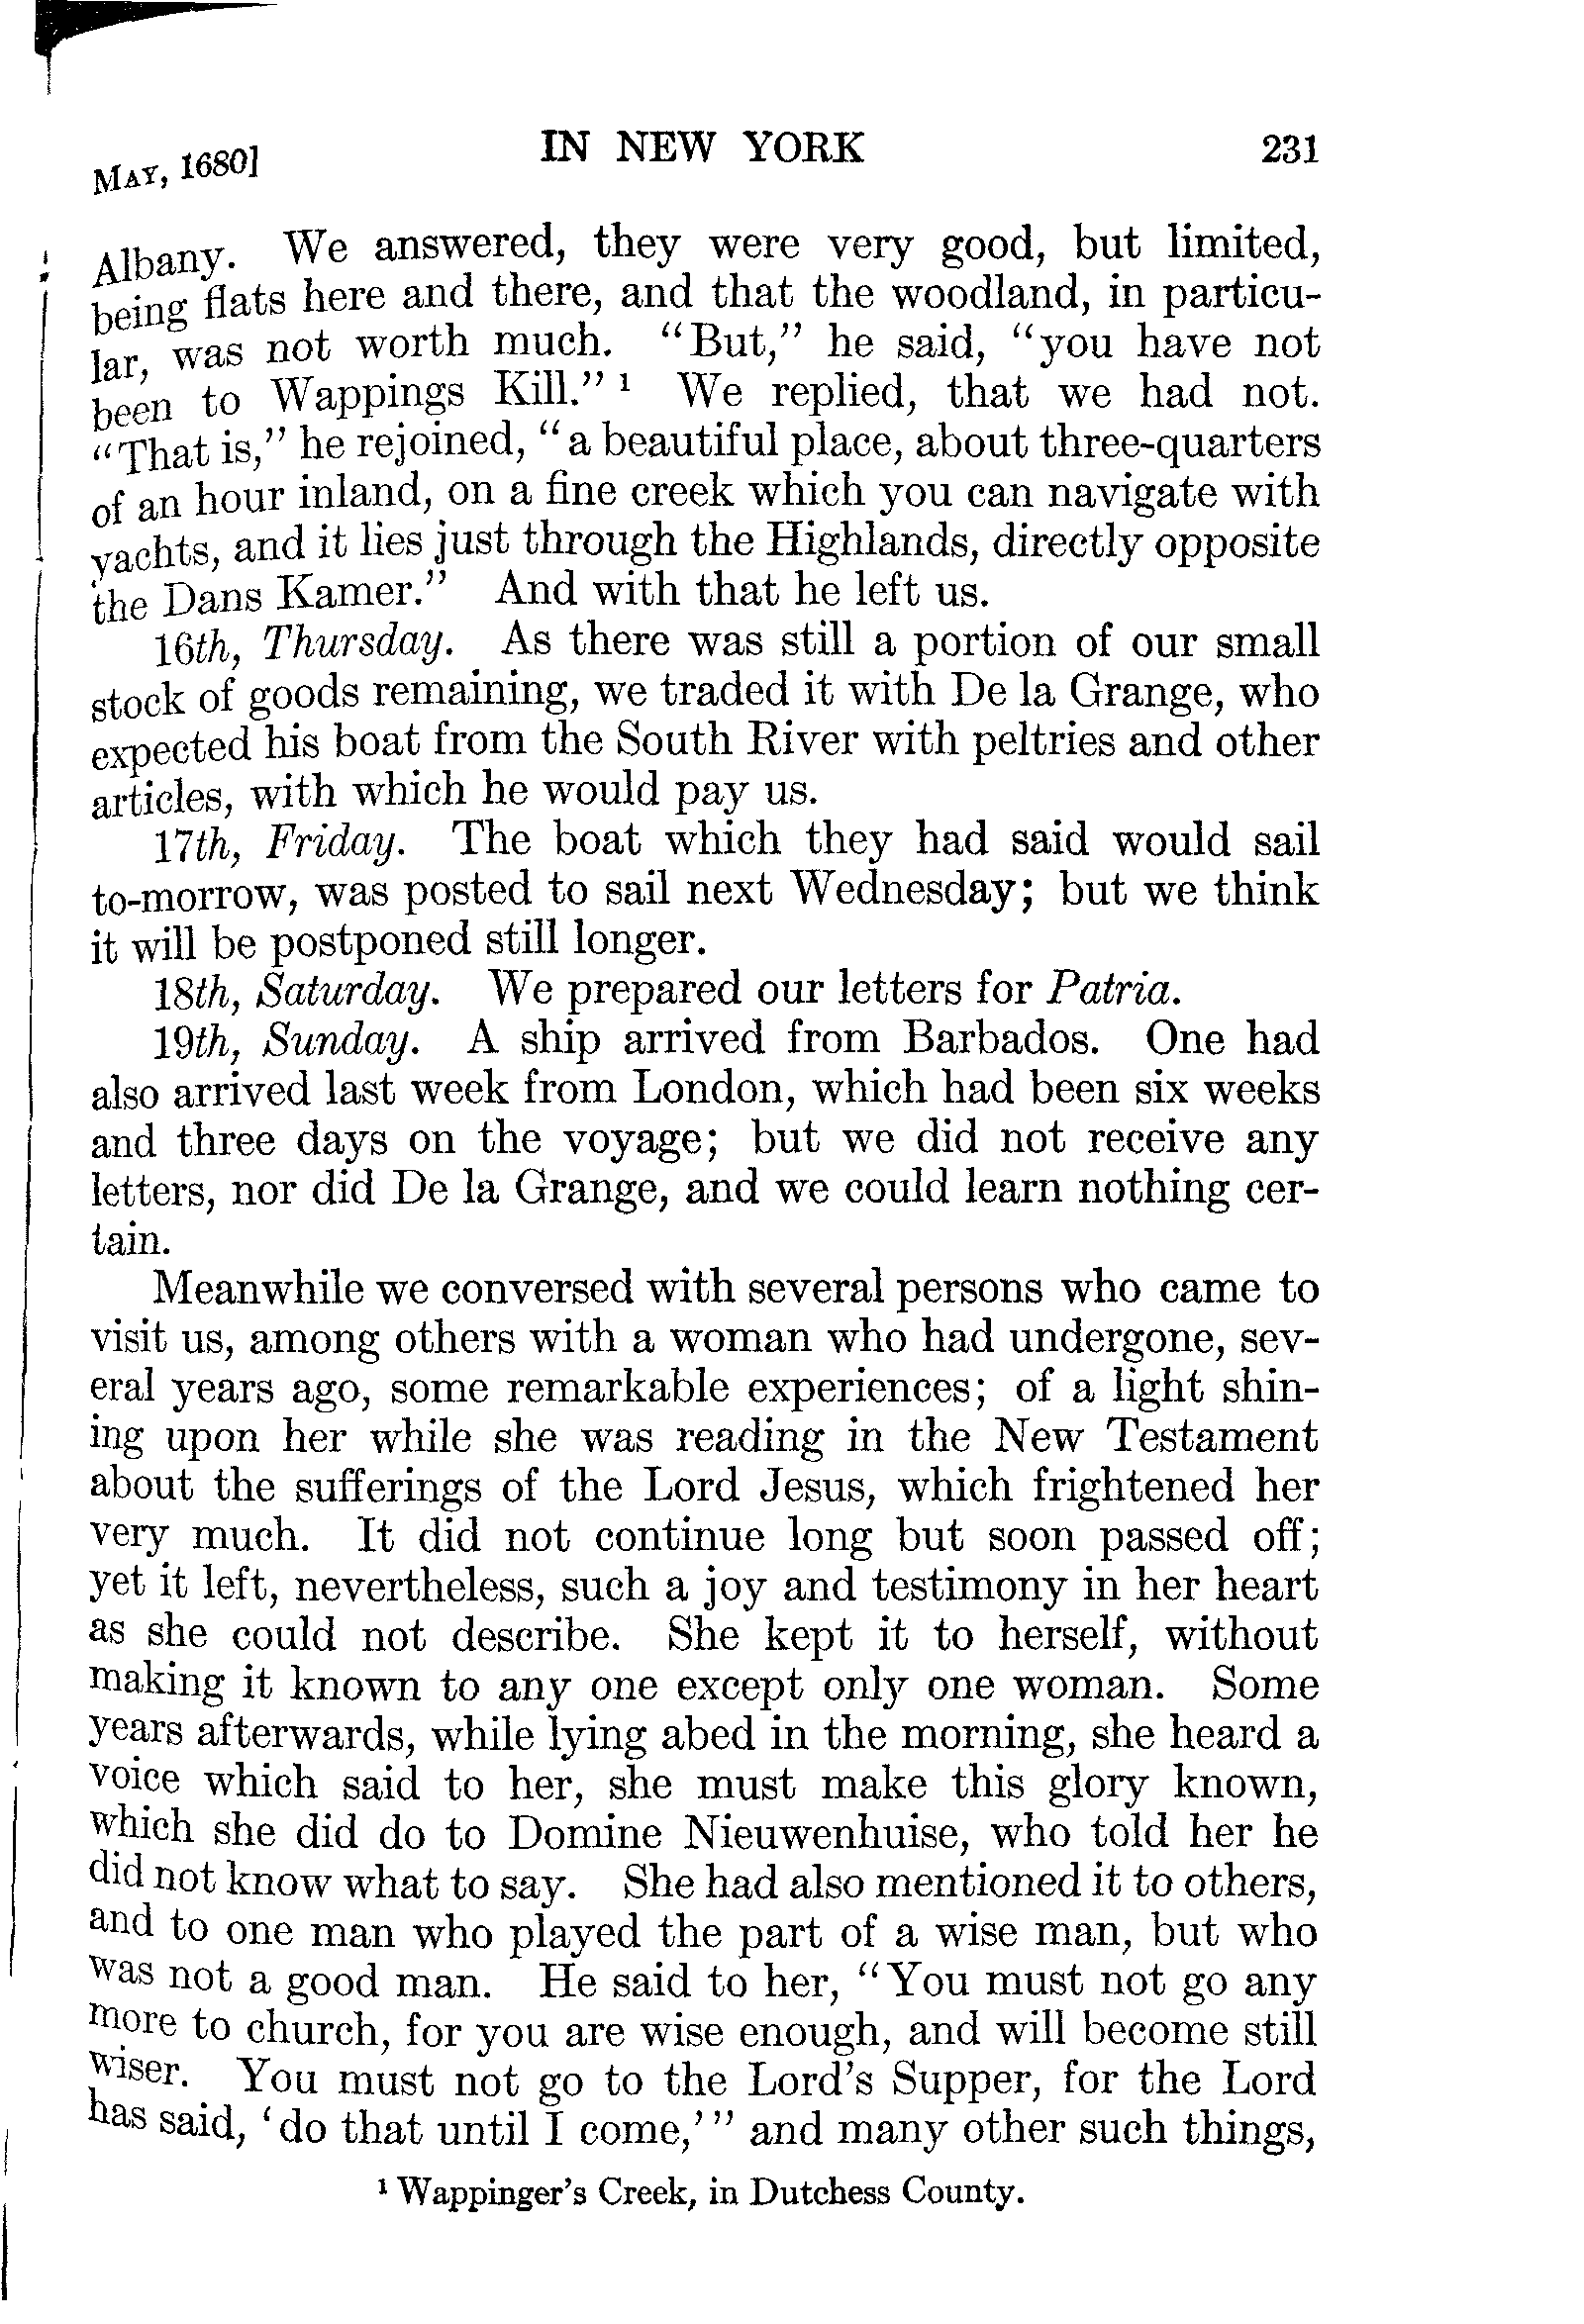 MAY, 1680] IN NEW YORK 231
Albany. We answered, they were very good, but limited,
being flats here and there, and that the woodland, in particu-
lar, was not worth much. "But," he said, "you have not
been to Wappings Kill." ¹ We replied, that we had not.
"That is," he rejoined, "a beautiful place, about three-quarters
of an hour inland, on a fine creek which you can navigate with
yachts, and it lies just through the Highlands, directly opposite
the Dans Kamer." And with that he left us.
16th, Thursday. As there was still a portion of our small
stock of goods remaining, we traded it with De la Grange, who
expected his boat from the South River with peltries and other
articles, with which he would pay us.
17th, Friday. The boat which they had said would sail
to-morrow, was posted to sail next Wednesday; but we think
it will be postponed still longer.
18th, Saturday. We prepared our letters for Patria.
19th, Sunday. A ship arrived from Barbados. One had
also arrived last week from London, which had been six weeks
and three days on the voyage; but we did not receive any
letters, nor did De la Grange, and we could learn nothing cer-
tain.
Meanwhile we conversed with several persons who came to
visit us, among others with a woman who had undergone, sev-
eral years ago, some remarkable experiences; of a light shin-
ing upon her while she was reading in the New Testament
about the sufferings of the Lord Jesus, which frightened her
very much. It did not continue long but soon passed off;
yet it left, nevertheless, such a joy and testimony in her heart
as she could not describe. She kept it to herself, without
making it known to any one except only one woman. Some
years afterwards, while lying abed in the morning, she heard a
voice which said to her, she must make this glory known,
which she did do to Domine Nieuwenhuise, who told her he
did not know what to say. She had also mentioned it to others,
and to one man who played the part of a wise man, but who
was not a good man. He said to her, "You must not go any
more to church, for you are wise enough, and will become still
wiser. You must not go to the Lord's Supper, for the Lord
has said, 'do that until I come,'" and many other such things,
¹ Wappinger's Creek, in Dutchess County.